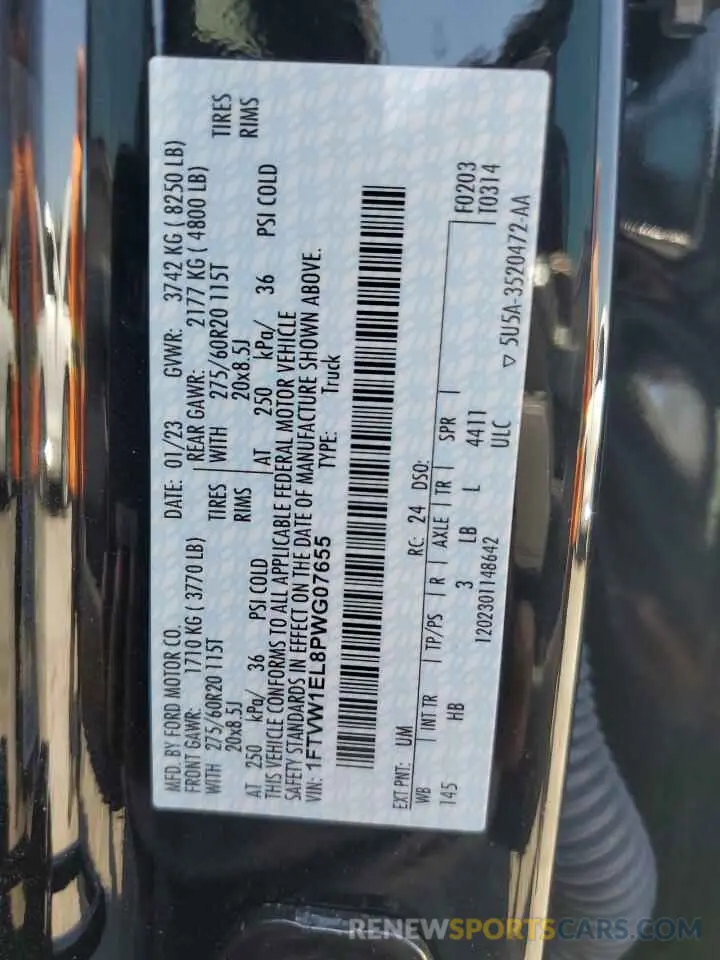 MFD. BY FORD MOTOR CO.
DATE: 01/23 GVWR: 3742 KG ( 8250 LB)
FRONT GAWR: 1710 KG ( 3770 LB) REAR GAWR: 2177 KG ( 4800 LB)
WITH 275/60R20 115T TIRES WITH 275/60R20 115T TIRES
20x8.5J RIMS 20x8.5J RIMS
AT 250 kPa/ 36 PSI COLD AT 250 kPa/ 36 PSI COLD
THIS VEHICLE CONFORMS TO ALL APPLICABLE FEDERAL MOTOR VEHICLE
SAFETY STANDARDS IN EFFECT ON THE DATE OF MANUFACTURE SHOWN ABOVE.
VIN: 1FTVW1EL8PWG07655 TYPE: Truck
EXT PNT: UM RC: 24 DSO: F0203
WB INT TR TP/PS R AXLE TR SPR T0314
145 HB 3 LB L 4411
1202301148642 ULC ▽ 5U5A-3520472-AA
RENEWSPORTSCARS.COM